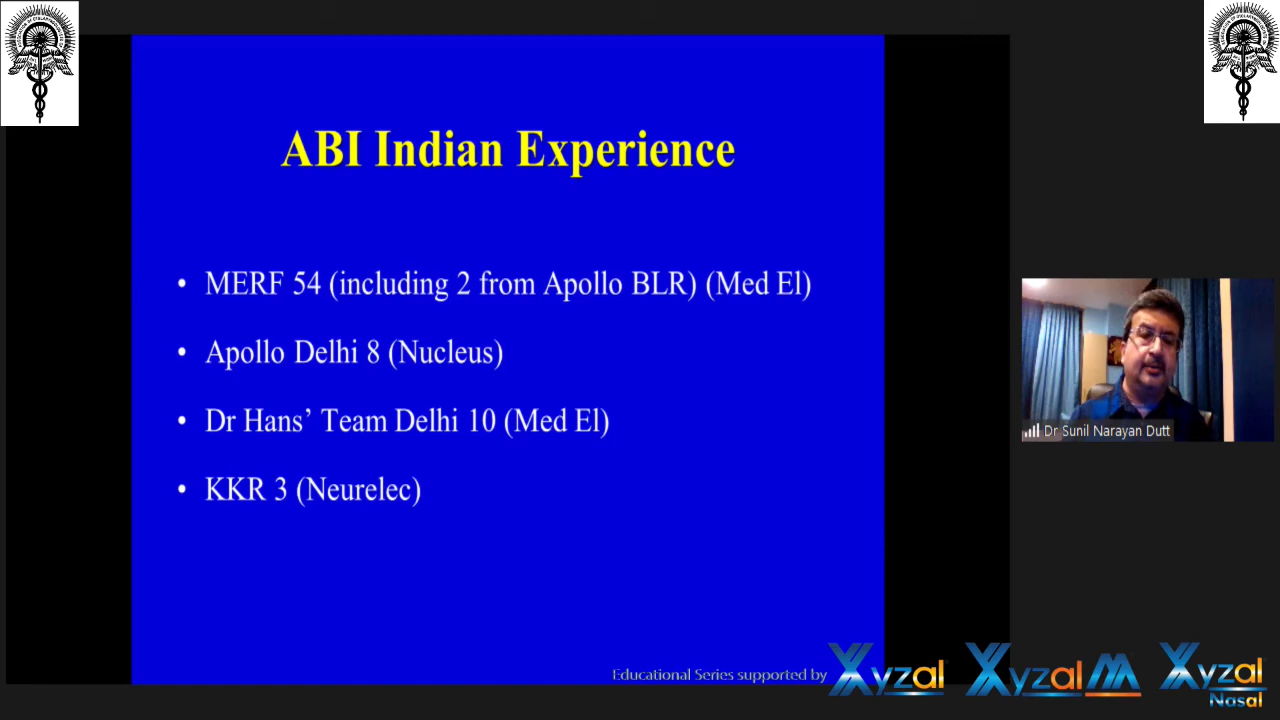 ABI Indian Experience
• MERF 54 (including 2 from Apollo BLR) (Med El)
• Apollo Delhi 8 (Nucleus)
• Dr Hans’ Team Delhi 10 (Med El)
• KKR 3 (Neurelec)
Dr Sunil Narayan Dutt
Educational Series supported by
Xyzal
Xyzal M
Xyzal
Nasal